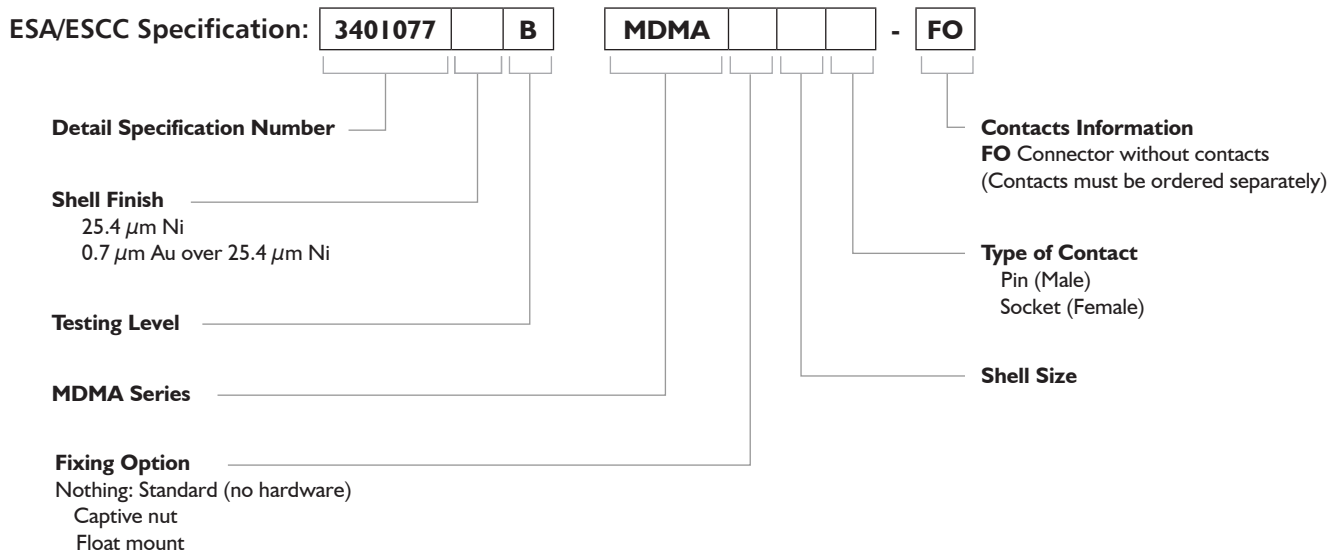 ESA/ESCC Specification: 3401077 B MDMA - FO
Detail Specification Number
Shell Finish
25.4 μm Ni
0.7 μm Au over 25.4 μm Ni
Testing Level
MDMA Series
Fixing Option
Nothing: Standard (no hardware)
Captive nut
Float mount
Contacts Information
FO Connector without contacts
(Contacts must be ordered separately)
Type of Contact
Pin (Male)
Socket (Female)
Shell Size